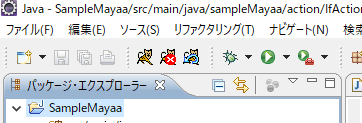 Java - SampleMayaa/src/main/java/sampleMayaa/action/IfActio
ファイル(F) 編集(E) ソース(S) リファクタリング(T) ナビゲート(N) 検索
パッケージ・エクスプローラー
SampleMayaa